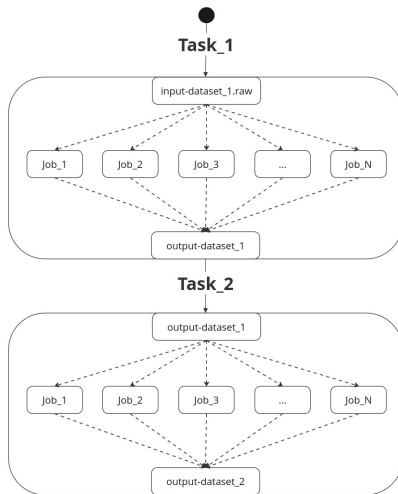 Task_1
input-dataset_1.raw
Job_1 Job_2 Job_3 ... Job_N
output-dataset_1
Task_2
output-dataset_1
Job_1 Job_2 Job_3 ... Job_N
output-dataset_2